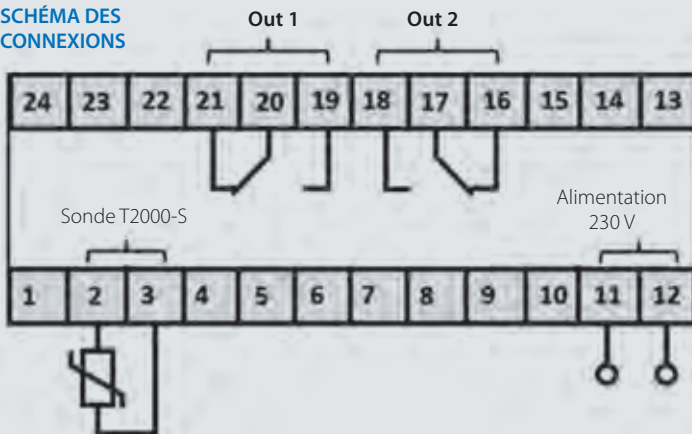 SCHÉMA DES
CONNEXIONS
Out 1 Out 2
24 23 22 21 20 19 18 17 16 15 14 13
Sonde T2000-S
Alimentation
230 V
1 2 3 4 5 6 7 8 9 10 11 12